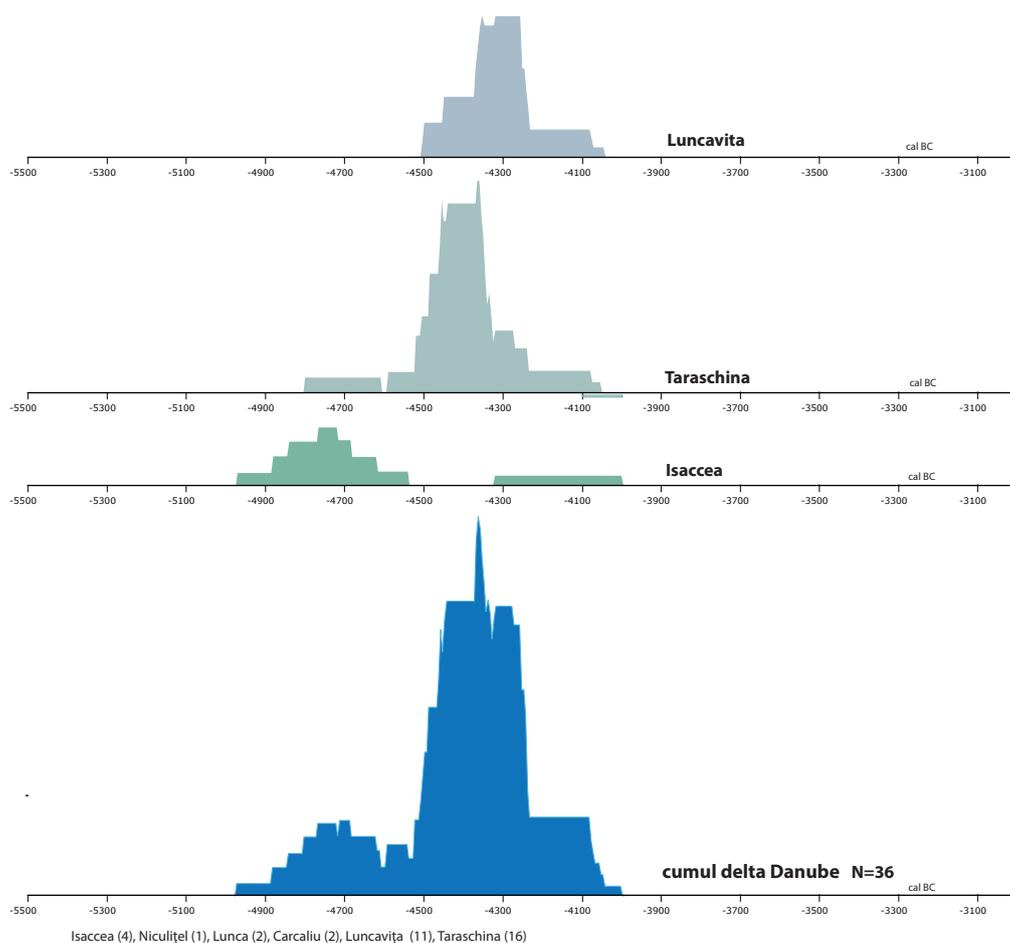 Luncavita
cal BC
-5500 -5300 -5100 -4900 -4700 -4500 -4300 -4100 -3900 -3700 -3500 -3300 -3100
Taraschina
cal BC
-5500 -5300 -5100 -4900 -4700 -4500 -4300 -4100 -3900 -3700 -3500 -3300 -3100
Isaccea
cal BC
-5500 -5300 -5100 -4900 -4700 -4500 -4300 -4100 -3900 -3700 -3500 -3300 -3100
cumul delta Danube N=36
cal BC
-5500 -5300 -5100 -4900 -4700 -4500 -4300 -4100 -3900 -3700 -3500 -3300 -3100
Isaccea (4), Niculițel (1), Lunca (2), Carcaliu (2), Luncavița (11), Taraschina (16)